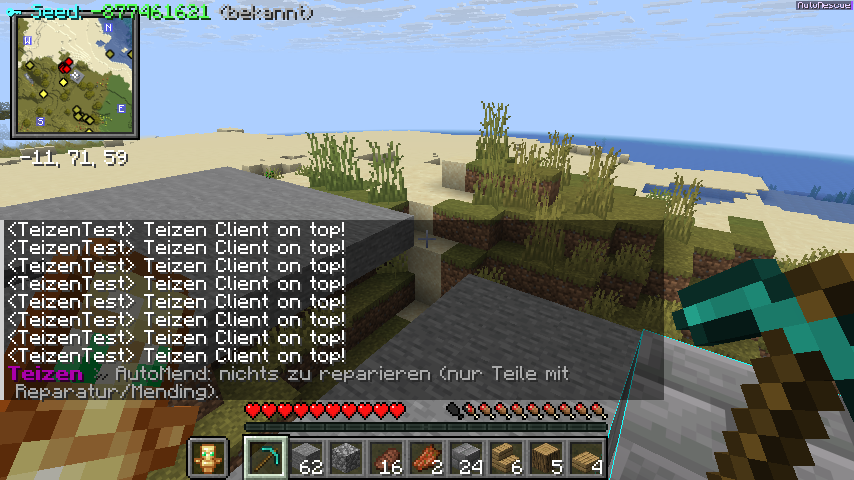 Seed: -877461621 (bekannt)
AutoRescue
N
W
E
S
-11, 71, 59
<TeizenTest> Teizen Client on top!
<TeizenTest> Teizen Client on top!
<TeizenTest> Teizen Client on top!
<TeizenTest> Teizen Client on top!
<TeizenTest> Teizen Client on top!
<TeizenTest> Teizen Client on top!
<TeizenTest> Teizen Client on top!
<TeizenTest> Teizen Client on top!
Teizen » AutoMend: nichts zu reparieren (nur Teile mit
Reparatur/Mending).
62 16 2 24 6 5 4